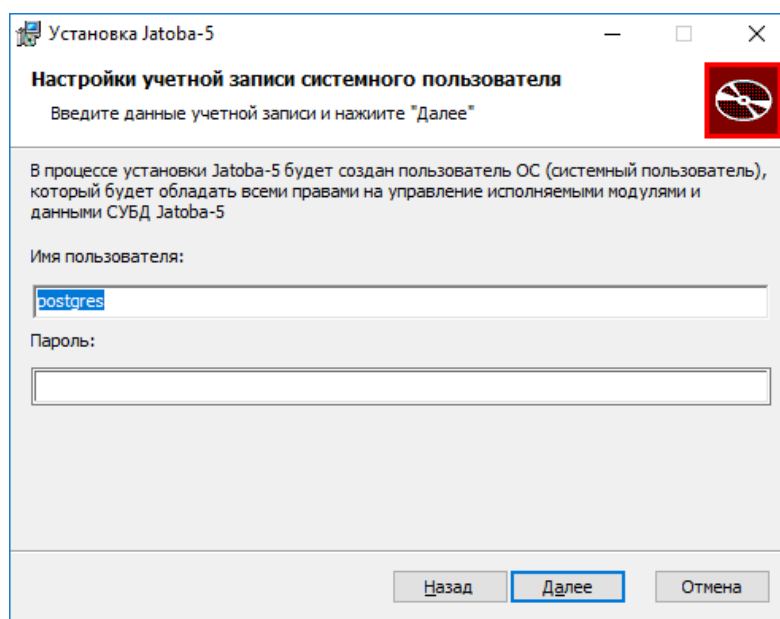 Установка Jatoba-5
Настройки учетной записи системного пользователя
Введите данные учетной записи и нажиите "Далее"
В процессе установки Jatoba-5 будет создан пользователь ОС (системный пользователь),
который будет обладать всеми правами на управление исполняемыми модулями и
данными СУБД Jatoba-5
Имя пользователя:
postgres
Пароль:
Назад
Далее
Отмена